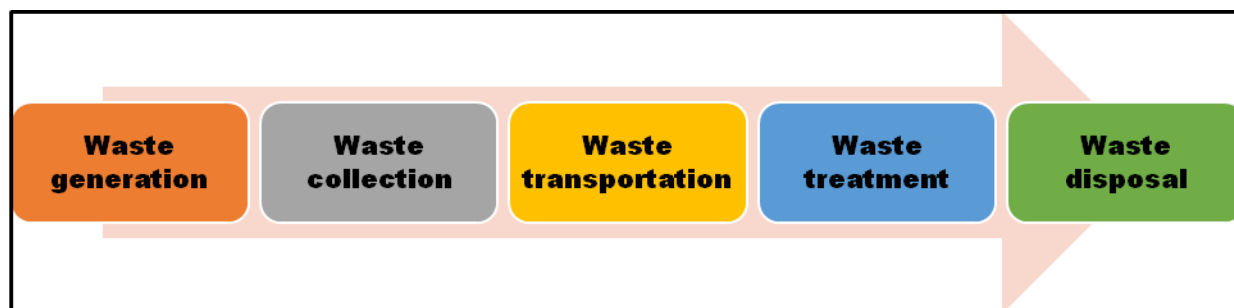 Waste
generation
Waste
collection
Waste
transportation
Waste
treatment
Waste
disposal